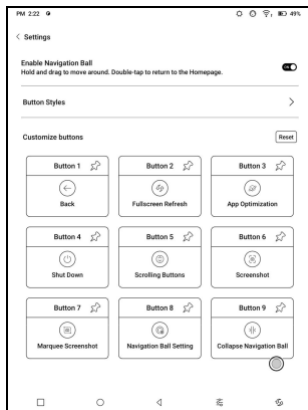 PM 2:22
49%
Settings
Enable Navigation Ball
Hold and drag to move around. Double-tap to return to the Homepage.
ON
Button Styles
Customize buttons
Reset
Button 1
Button 2
Button 3
Back
Fullscreen Refresh
App Optimization
Button 4
Button 5
Button 6
Shut Down
Scrolling Buttons
Screenshot
Button 7
Button 8
Button 9
Marquee Screenshot
Navigation Ball Setting
Collapse Navigation Ball